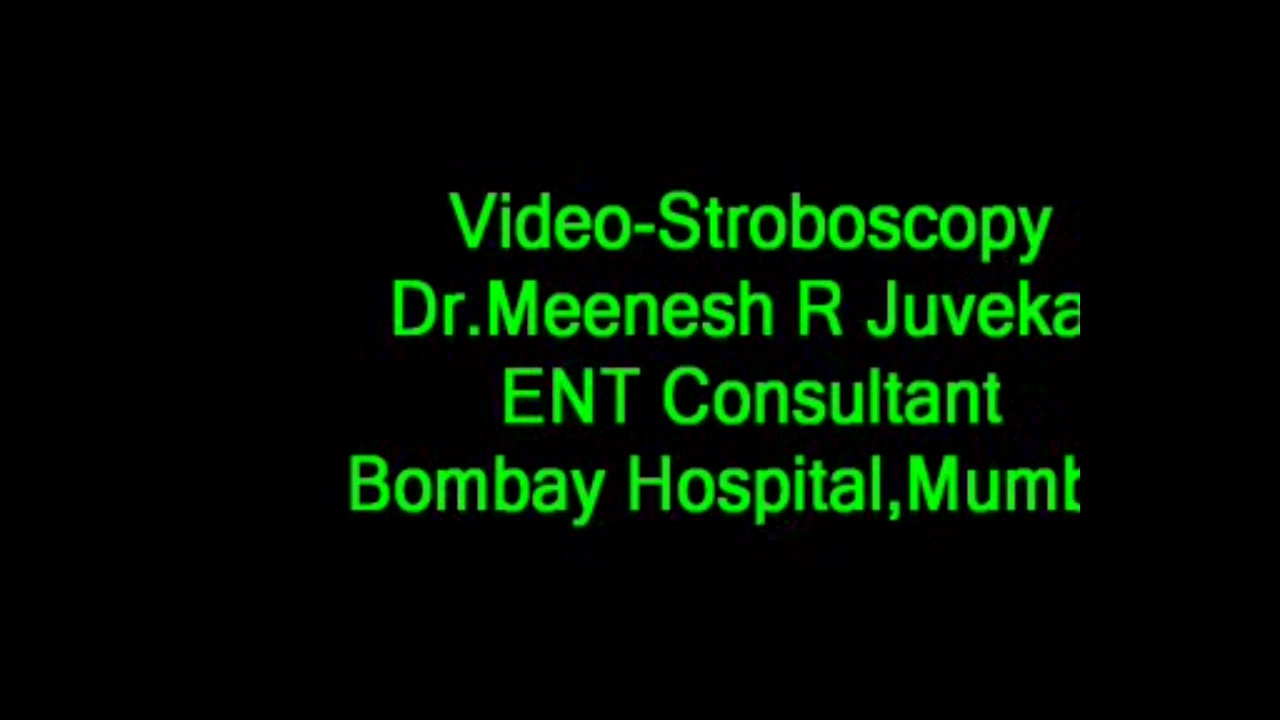 Video-Stroboscopy
Dr.Meenesh R Juveka
ENT Consultant
Bombay Hospital,Mumb